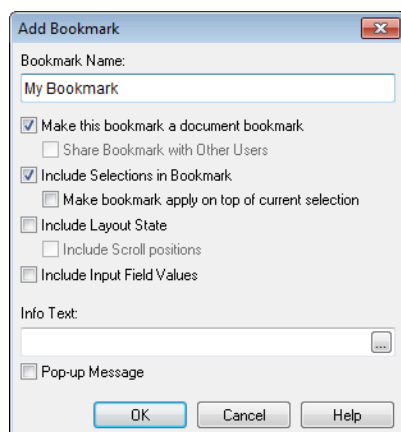 Add Bookmark
Bookmark Name:
My Bookmark
Make this bookmark a document bookmark
Share Bookmark with Other Users
Include Selections in Bookmark
Make bookmark apply on top of current selection
Include Layout State
Include Scroll positions
Include Input Field Values
Info Text:
...
Pop-up Message
OK Cancel Help